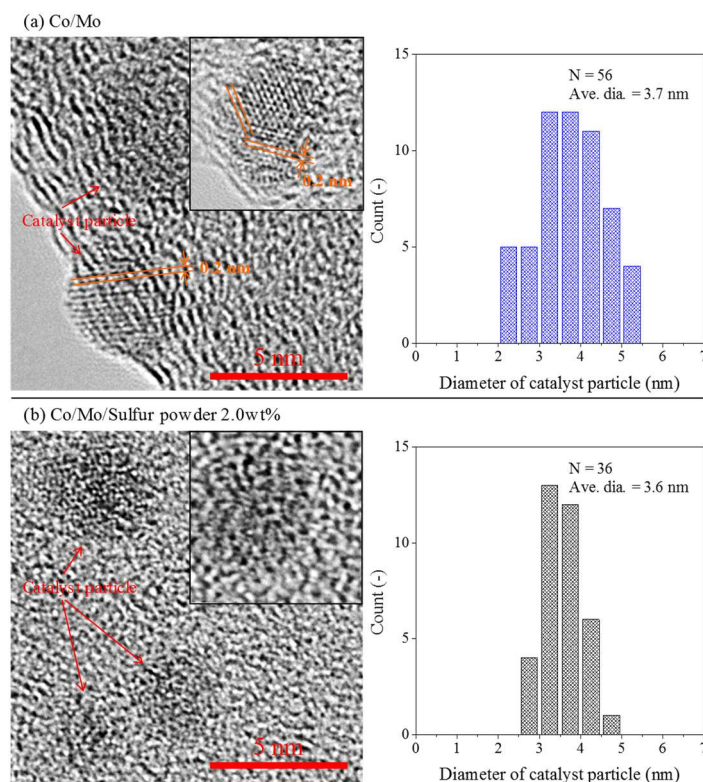 (a) Co/Mo
Catalyst particle
0.2 nm
0.2 nm
5 nm
15
10
5
0
Count (-)
N = 56
Ave. dia. = 3.7 nm
0 1 2 3 4 5 6 7
Diameter of catalyst particle (nm)
(b) Co/Mo/Sulfur powder 2.0wt%
Catalyst particle
5 nm
15
10
5
0
Count (-)
N = 36
Ave. dia. = 3.6 nm
0 1 2 3 4 5 6 7
Diameter of catalyst particle (nm)